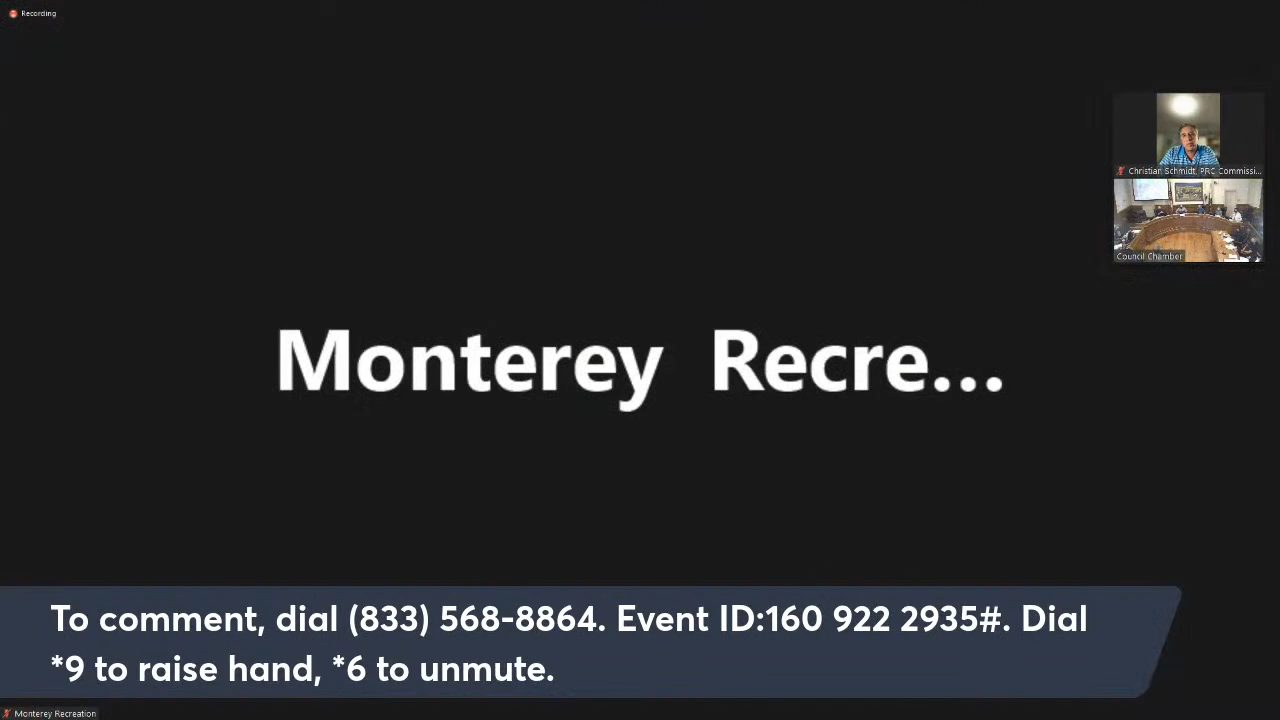 Recording
Christian Schmidt, PRC Commissi...
Council Chamber
Monterey Recre...
To comment, dial (833) 568-8864. Event ID:160 922 2935#. Dial
*9 to raise hand, *6 to unmute.
Monterey Recreation